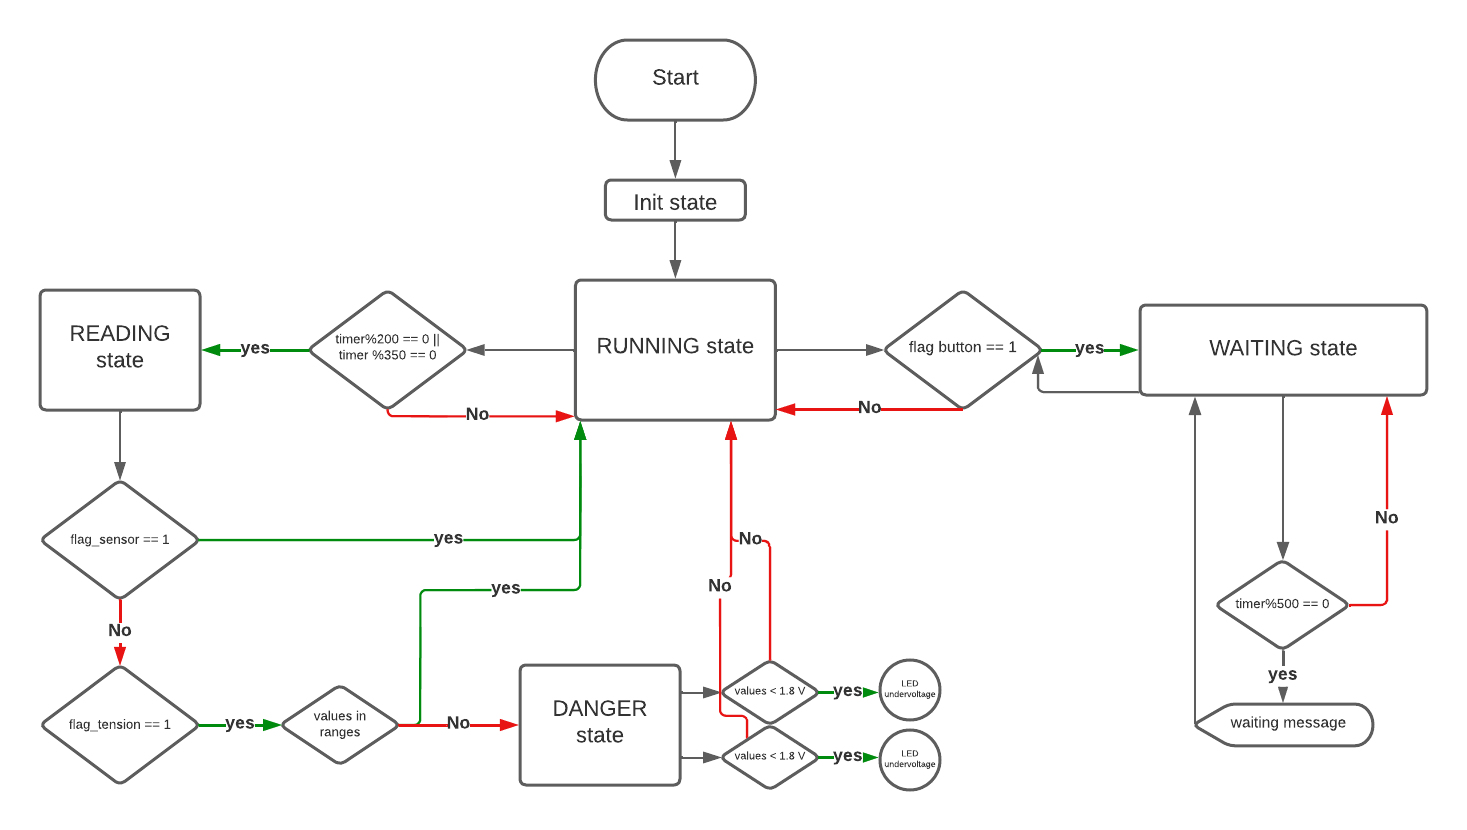 Start
Init state
READING
state
yes
timer%200 == 0 ||
timer %350 == 0
No
RUNNING state
flag button == 1
No
yes
WAITING state
flag_sensor == 1
yes
No
yes
No
No
No
timer%500 == 0
yes
waiting message
flag_tension == 1
yes
values in
ranges
No
DANGER
state
values < 1.8 V
yes
LED
undervoltage
values < 1.8 V
yes
LED
undervoltage